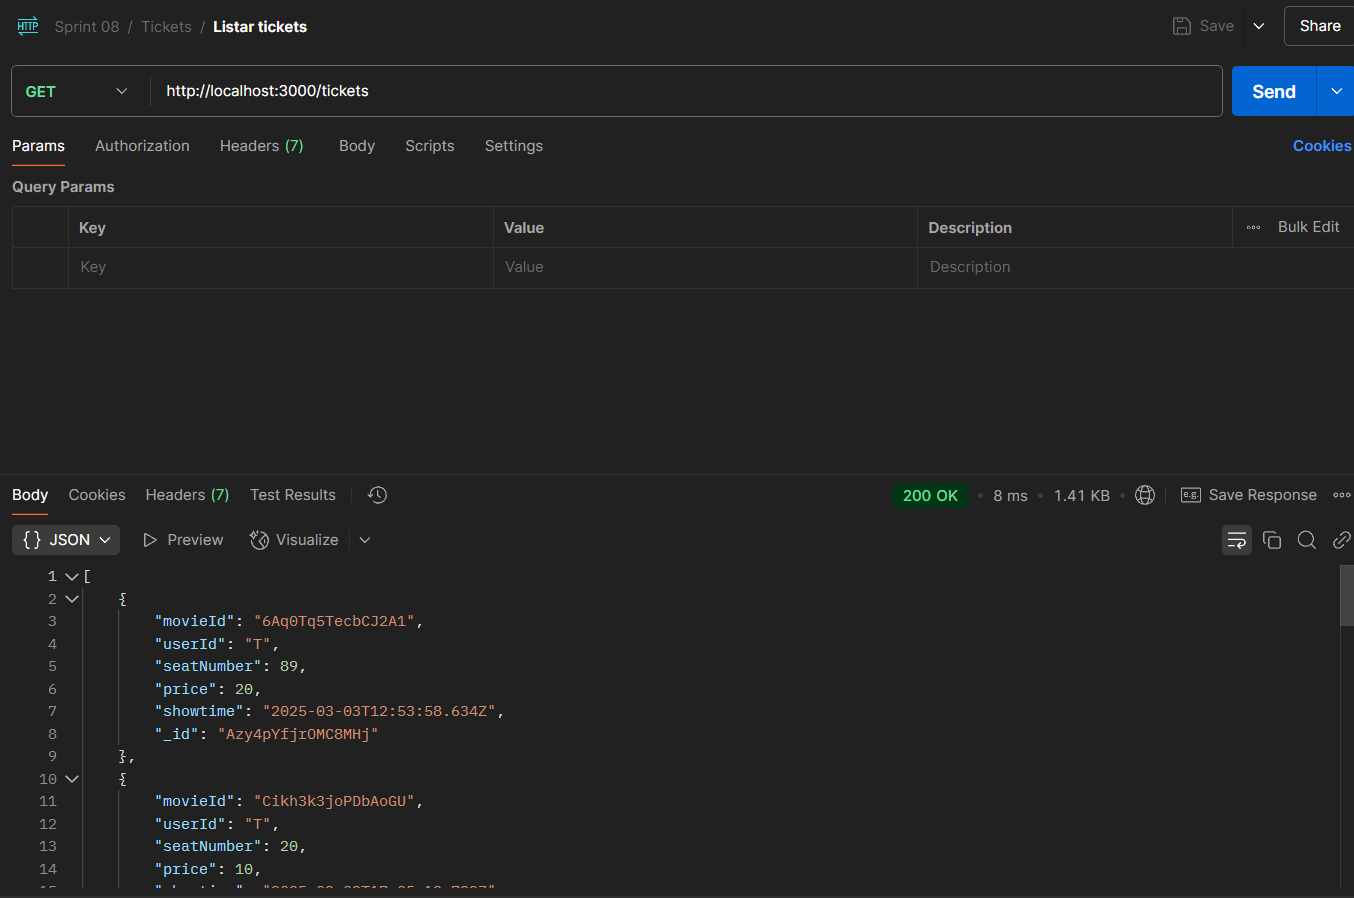 HTTP Sprint 08 / Tickets / Listar tickets Save Share
GET http://localhost:3000/tickets Send
Params Authorization Headers (7) Body Scripts Settings Cookies
Query Params
Key Value Description Bulk Edit
Key Value Description
Body Cookies Headers (7) Test Results 200 OK • 8 ms • 1.41 KB • e.g. Save Response
{} JSON Preview Visualize
1 [
2 {
3 "movieId": "6Aq0Tq5TecbCJ2A1",
4 "userId": "T",
5 "seatNumber": 89,
6 "price": 20,
7 "showtime": "2025-03-03T12:53:58.634Z",
8 "_id": "Azy4pYfjrOMC8MHj"
9 },
10 {
11 "movieId": "Cikh3k3joPDbAoGU",
12 "userId": "T",
13 "seatNumber": 20,
14 "price": 10,